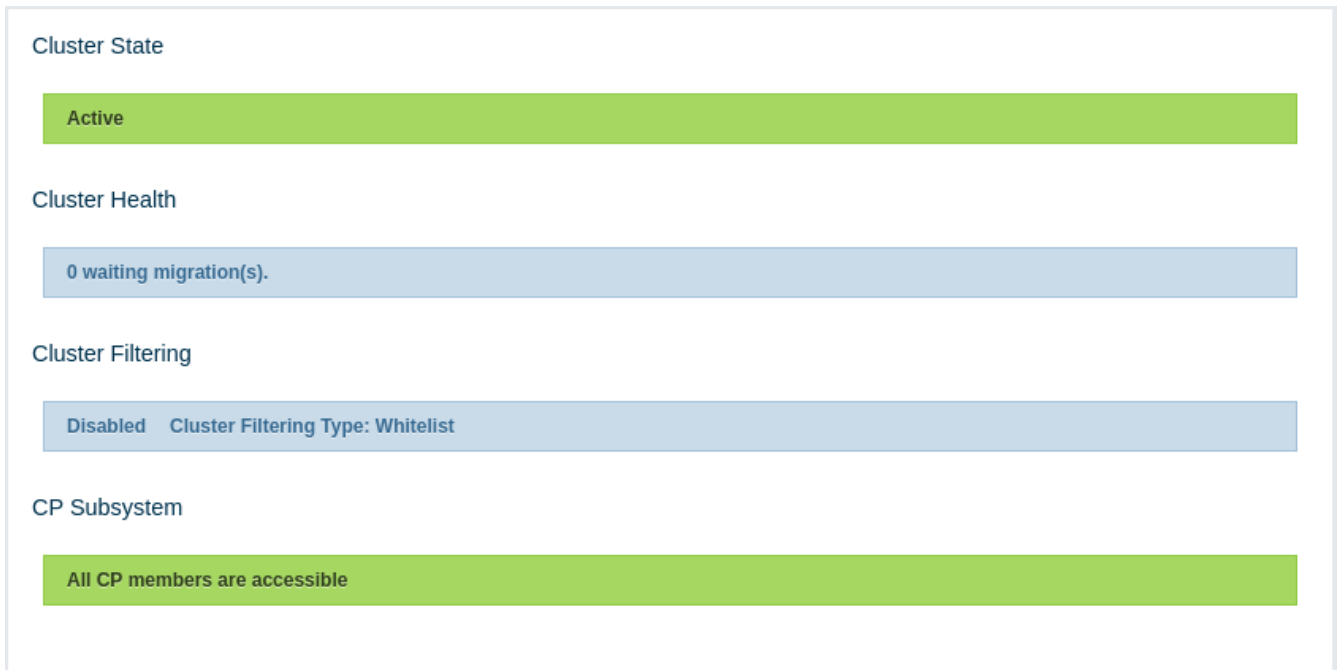 Cluster State
Active
Cluster Health
0 waiting migration(s).
Cluster Filtering
Disabled Cluster Filtering Type: Whitelist
CP Subsystem
All CP members are accessible